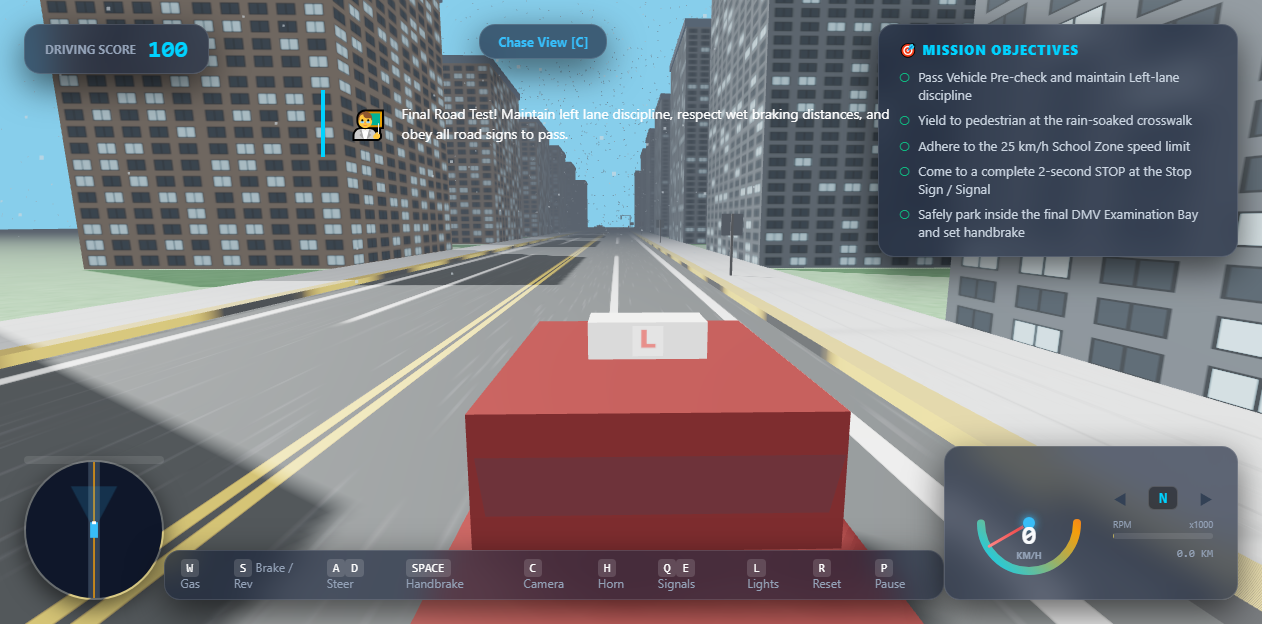 DRIVING SCORE 100
Chase View [C]
Final Road Test! Maintain left lane discipline, respect wet braking distances, and
obey all road signs to pass.
MISSION OBJECTIVES
Pass Vehicle Pre-check and maintain Left-lane
discipline
Yield to pedestrian at the rain-soaked crosswalk
Adhere to the 25 km/h School Zone speed limit
Come to a complete 2-second STOP at the Stop
Sign / Signal
Safely park inside the final DMV Examination Bay
and set handbrake
L
N
RPM x1000
0
KM/H
0.0 KM
W
Gas
S Brake /
Rev
A D
Steer
SPACE
Handbrake
C
Camera
H
Horn
Q E
Signals
L
Lights
R
Reset
P
Pause